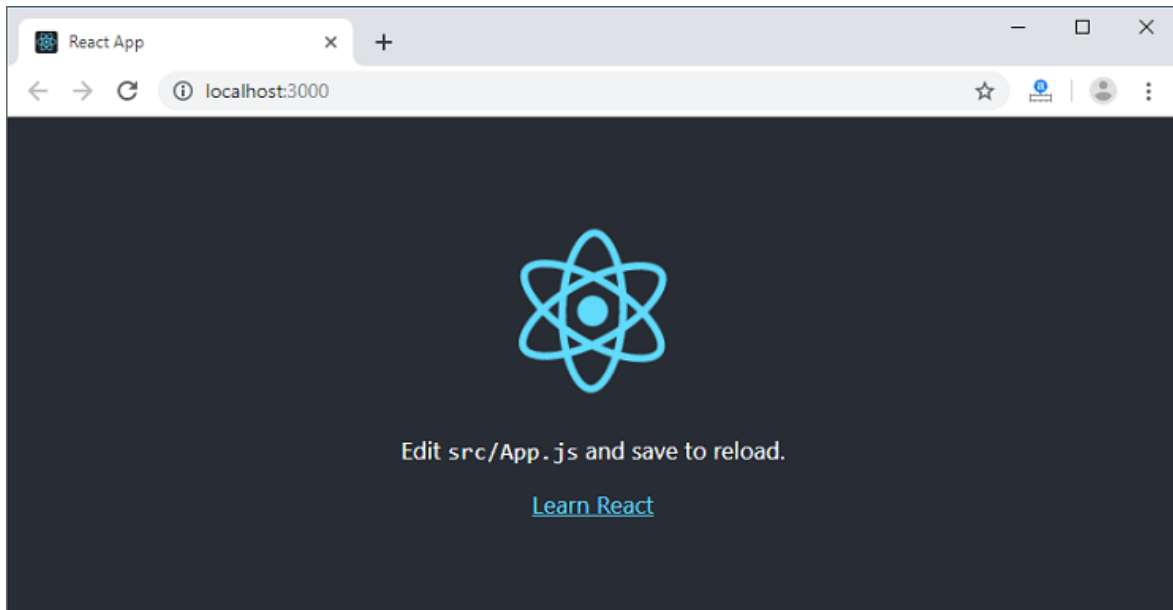 React App
localhost:3000
Edit src/App.js and save to reload.
Learn React